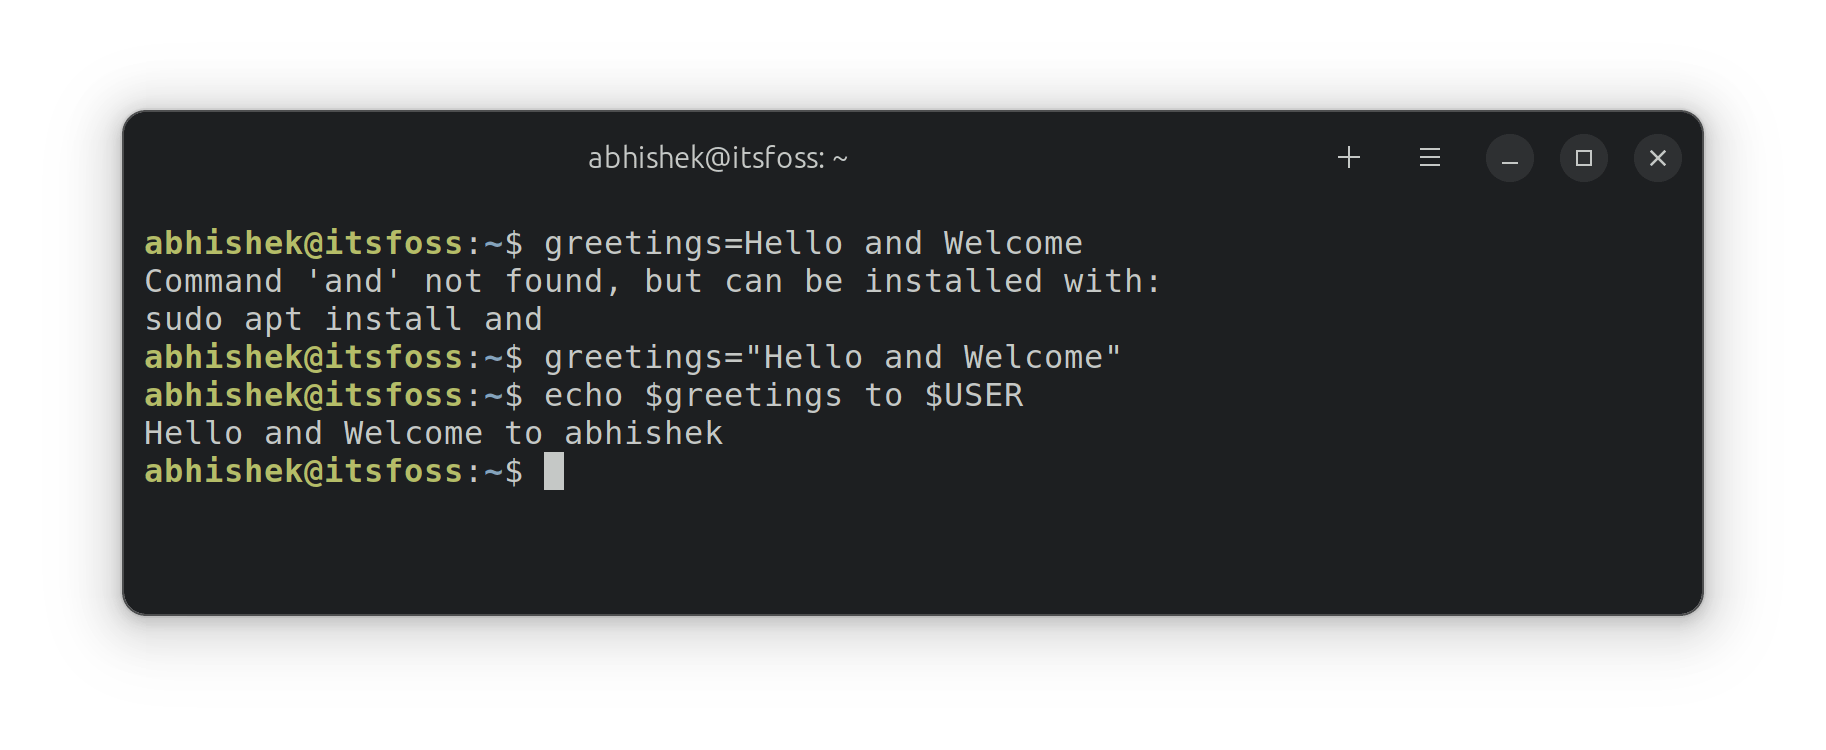 abhishek@itsfoss: ~
abhishek@itsfoss:~$ greetings=Hello and Welcome
Command 'and' not found, but can be installed with:
sudo apt install and
abhishek@itsfoss:~$ greetings="Hello and Welcome"
abhishek@itsfoss:~$ echo $greetings to $USER
Hello and Welcome to abhishek
abhishek@itsfoss:~$